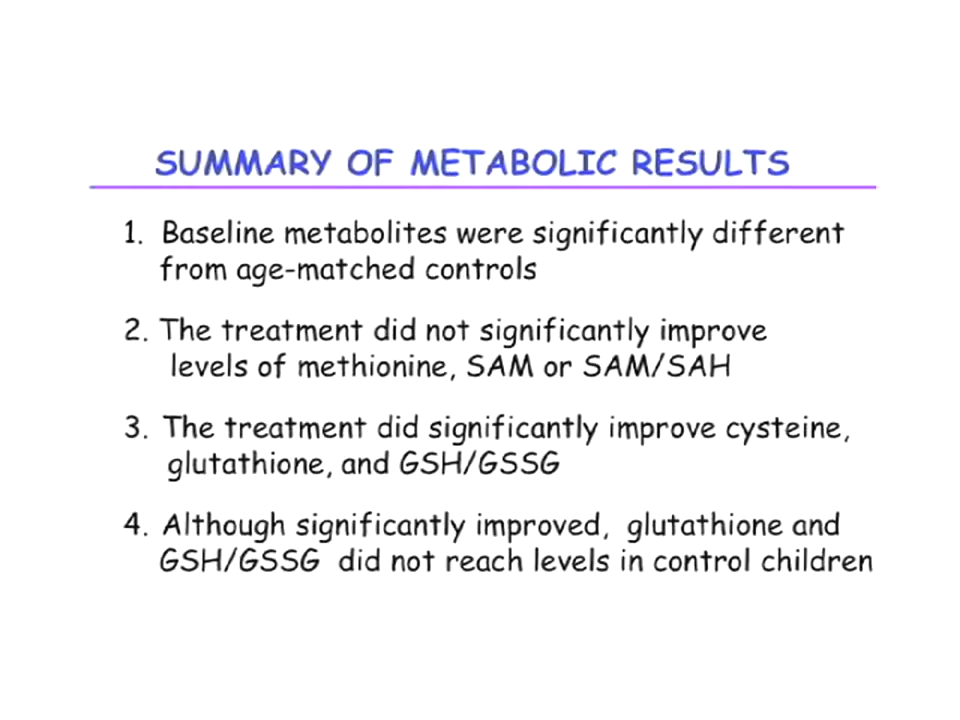 SUMMARY OF METABOLIC RESULTS
1. Baseline metabolites were significantly different
from age-matched controls
2. The treatment did not significantly improve
levels of methionine, SAM or SAM/SAH
3. The treatment did significantly improve cysteine,
glutathione, and GSH/GSSG
4. Although significantly improved, glutathione and
GSH/GSSG did not reach levels in control children